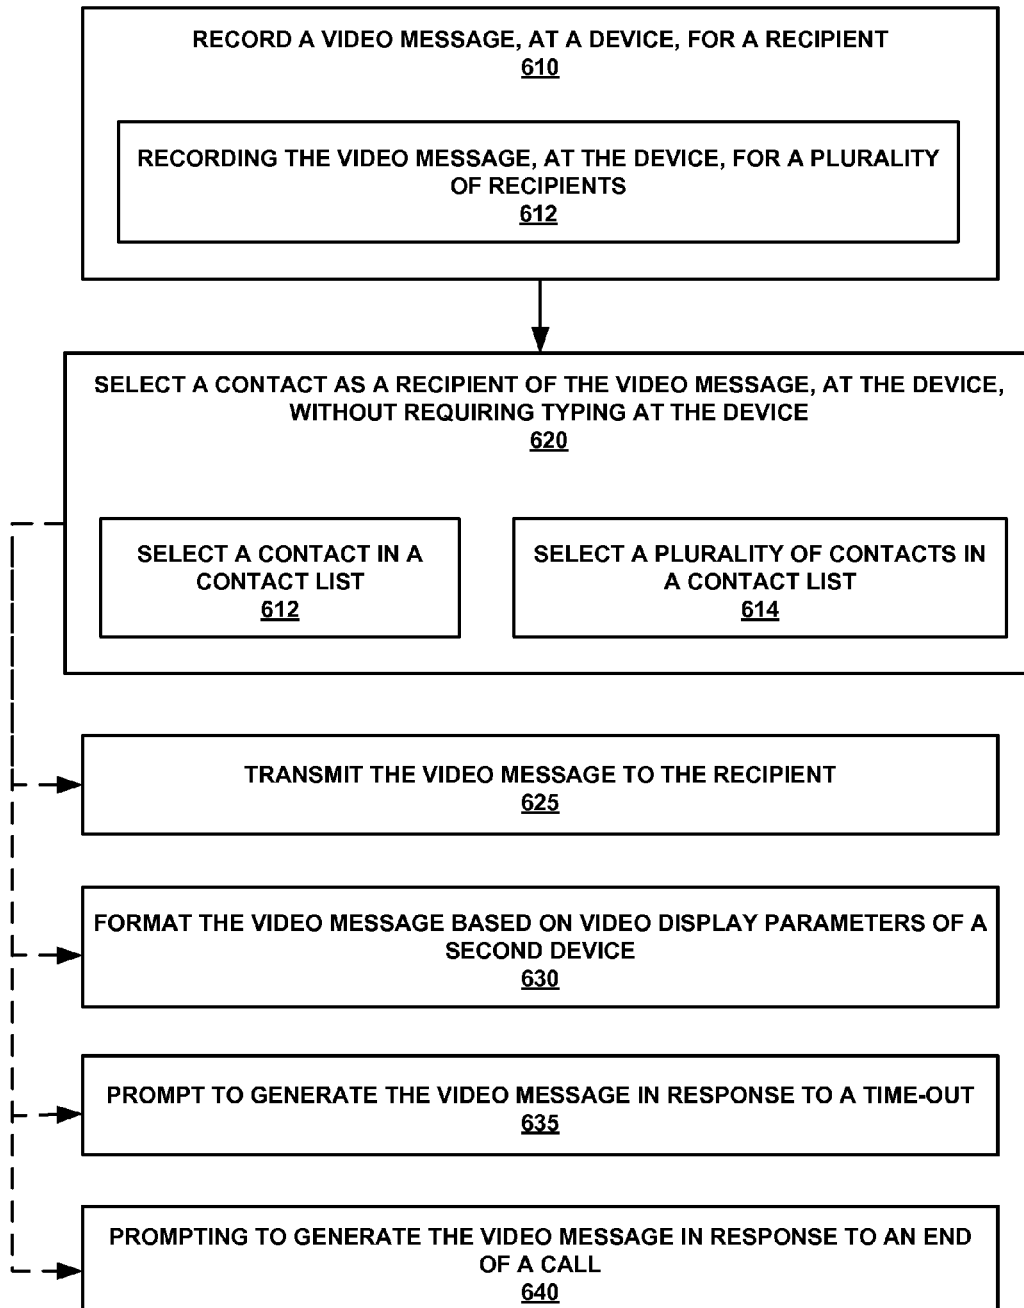 RECORD A VIDEO MESSAGE, AT A DEVICE, FOR A RECIPIENT
610
RECORDING THE VIDEO MESSAGE, AT THE DEVICE, FOR A PLURALITY
OF RECIPIENTS
612
SELECT A CONTACT AS A RECIPIENT OF THE VIDEO MESSAGE, AT THE DEVICE,
WITHOUT REQUIRING TYPING AT THE DEVICE
620
SELECT A CONTACT IN A
CONTACT LIST
612
SELECT A PLURALITY OF CONTACTS IN
A CONTACT LIST
614
TRANSMIT THE VIDEO MESSAGE TO THE RECIPIENT
625
FORMAT THE VIDEO MESSAGE BASED ON VIDEO DISPLAY PARAMETERS OF A
SECOND DEVICE
630
PROMPT TO GENERATE THE VIDEO MESSAGE IN RESPONSE TO A TIME-OUT
635
PROMPTING TO GENERATE THE VIDEO MESSAGE IN RESPONSE TO AN END
OF A CALL
640